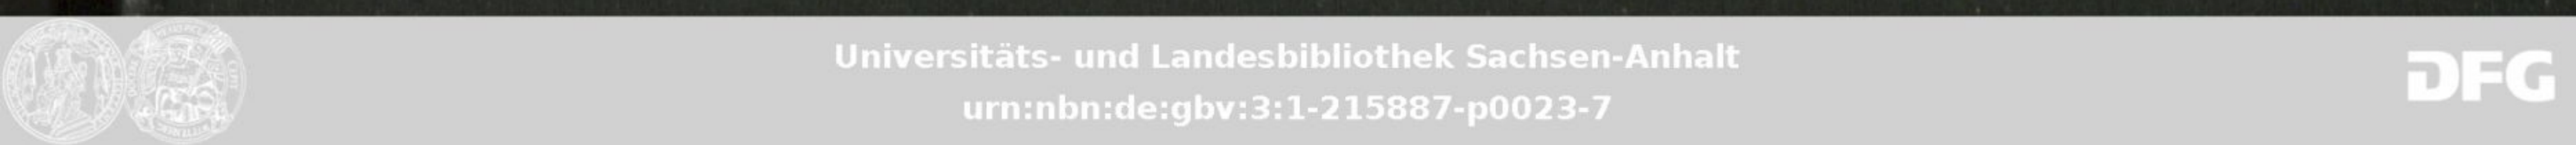 Universitäts- und Landesbibliothek Sachsen-Anhalt
urn:nbn:de:gbv:3:1-215887-p0023-7
DFG